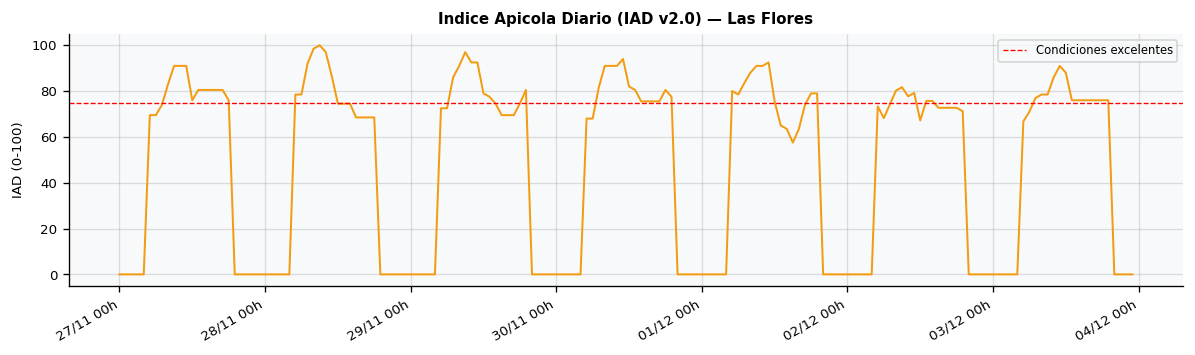 Indice Apicola Diario (IAD v2.0) — Las Flores
Condiciones excelentes
IAD (0-100)
100
80
60
40
20
0
27/11 00h
28/11 00h
29/11 00h
30/11 00h
01/12 00h
02/12 00h
03/12 00h
04/12 00h